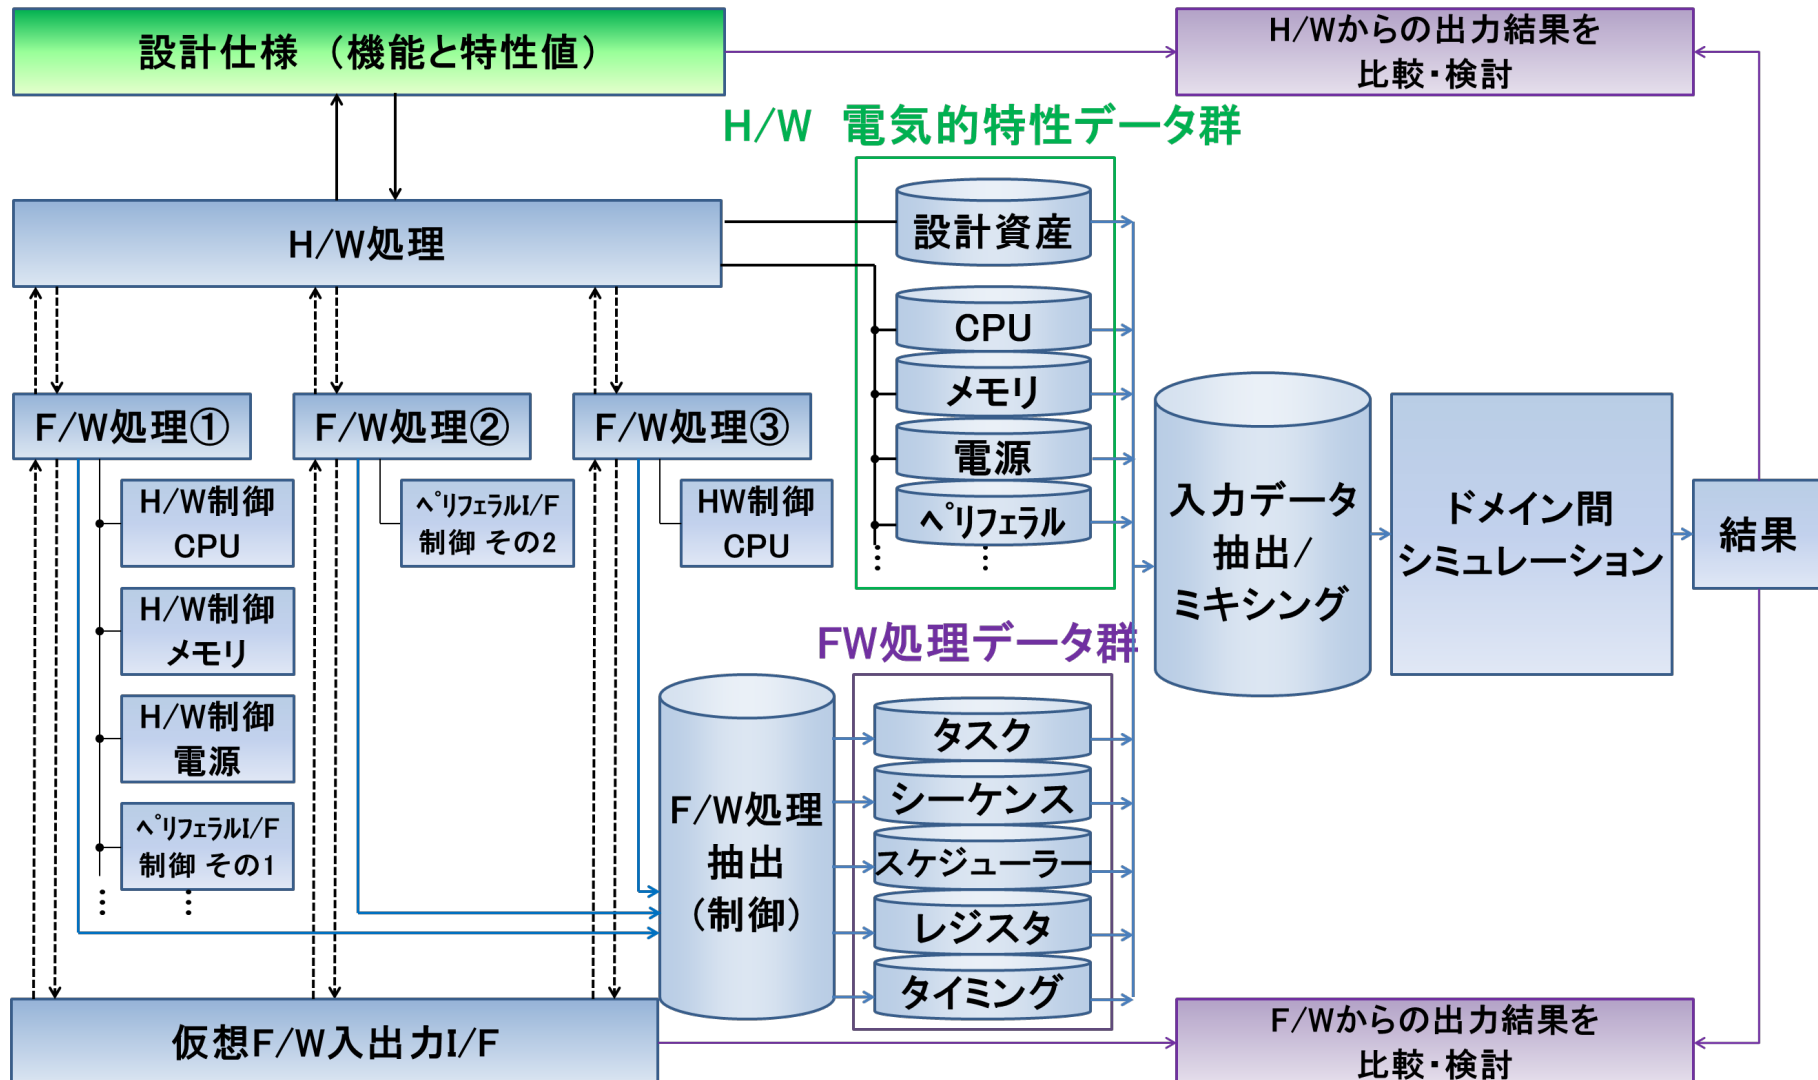 設計仕様 (機能と特性値)
H/Wからの出力結果を
比較・検討
H/W 電気的特性データ群
H/W処理
設計資産
CPU
メモリ
電源
ペリフェラル
⋮ ⋮
F/W処理①
F/W処理②
F/W処理③
H/W制御
CPU
H/W制御
メモリ
H/W制御
電源
ペリフェラルI/F
制御 その1
⋮ ⋮
ペリフェラルI/F
制御 その2
HW制御
CPU
入力データ
抽出/
ミキシング
ドメイン間
シミュレーション
結果
FW処理データ群
F/W処理
抽出
(制御)
タスク
シーケンス
スケジューラー
レジスタ
タイミング
仮想F/W入出力I/F
F/Wからの出力結果を
比較・検討